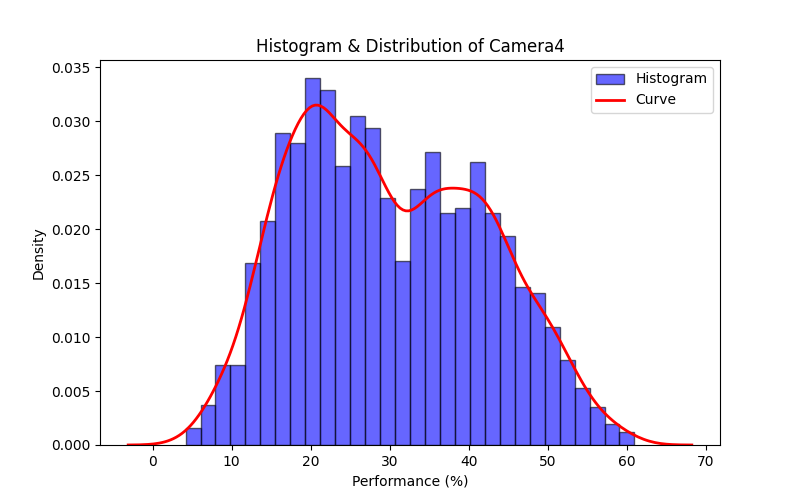 Histogram & Distribution of Camera4
Histogram
Curve
Density
0.035
0.030
0.025
0.020
0.015
0.010
0.005
0.000
0 10 20 30 40 50 60 70
Performance (%)